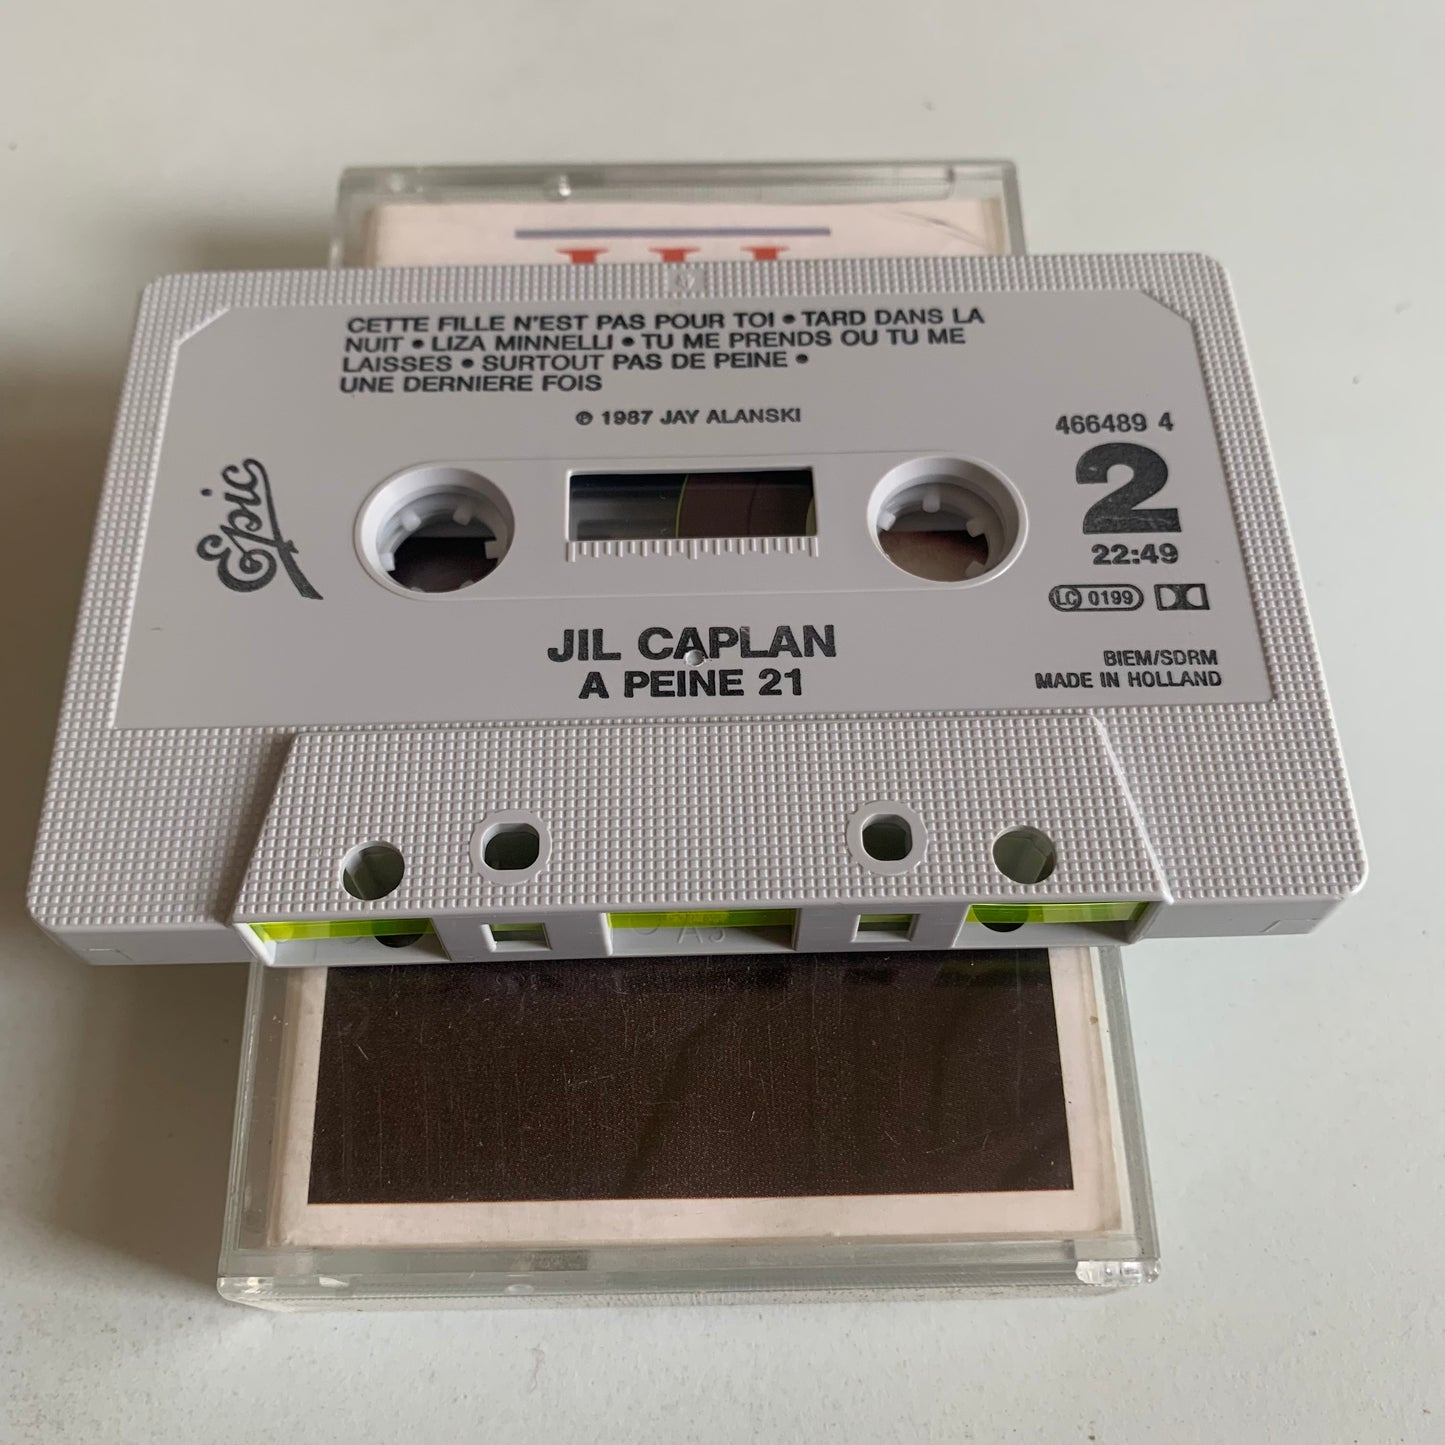 CETTE FILLE N'EST PAS POUR TOI • TARD DANS LA
NUIT • LIZA MINNELLI • TU ME PRENDS OU TU ME
LAISSES • SURTOUT PAS DE PEINE •
UNE DERNIERE FOIS
℗ 1987 JAY ALANSKI
466489 4
2
22:49
LC 0199
Epic
JIL CAPLAN
A PEINE 21
BIEM/SDRM
MADE IN HOLLAND